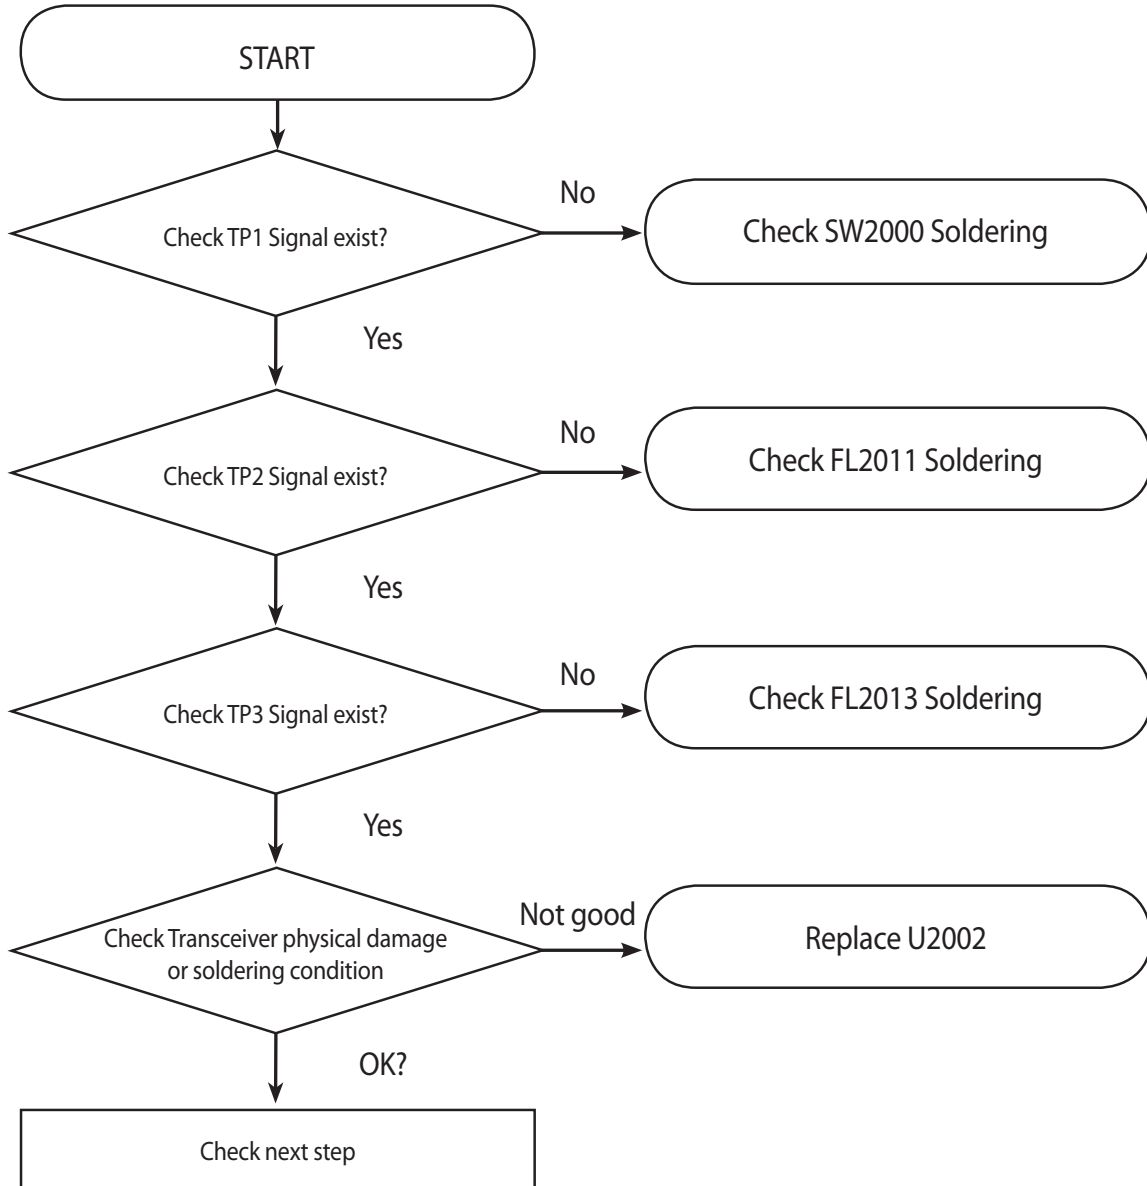 START
Check TP1 Signal exist?
No
Check SW2000 Soldering
Yes
Check TP2 Signal exist?
No
Check FL2011 Soldering
Yes
Check TP3 Signal exist?
No
Check FL2013 Soldering
Yes
Check Transceiver physical damage
or soldering condition
Not good
Replace U2002
OK?
Check next step